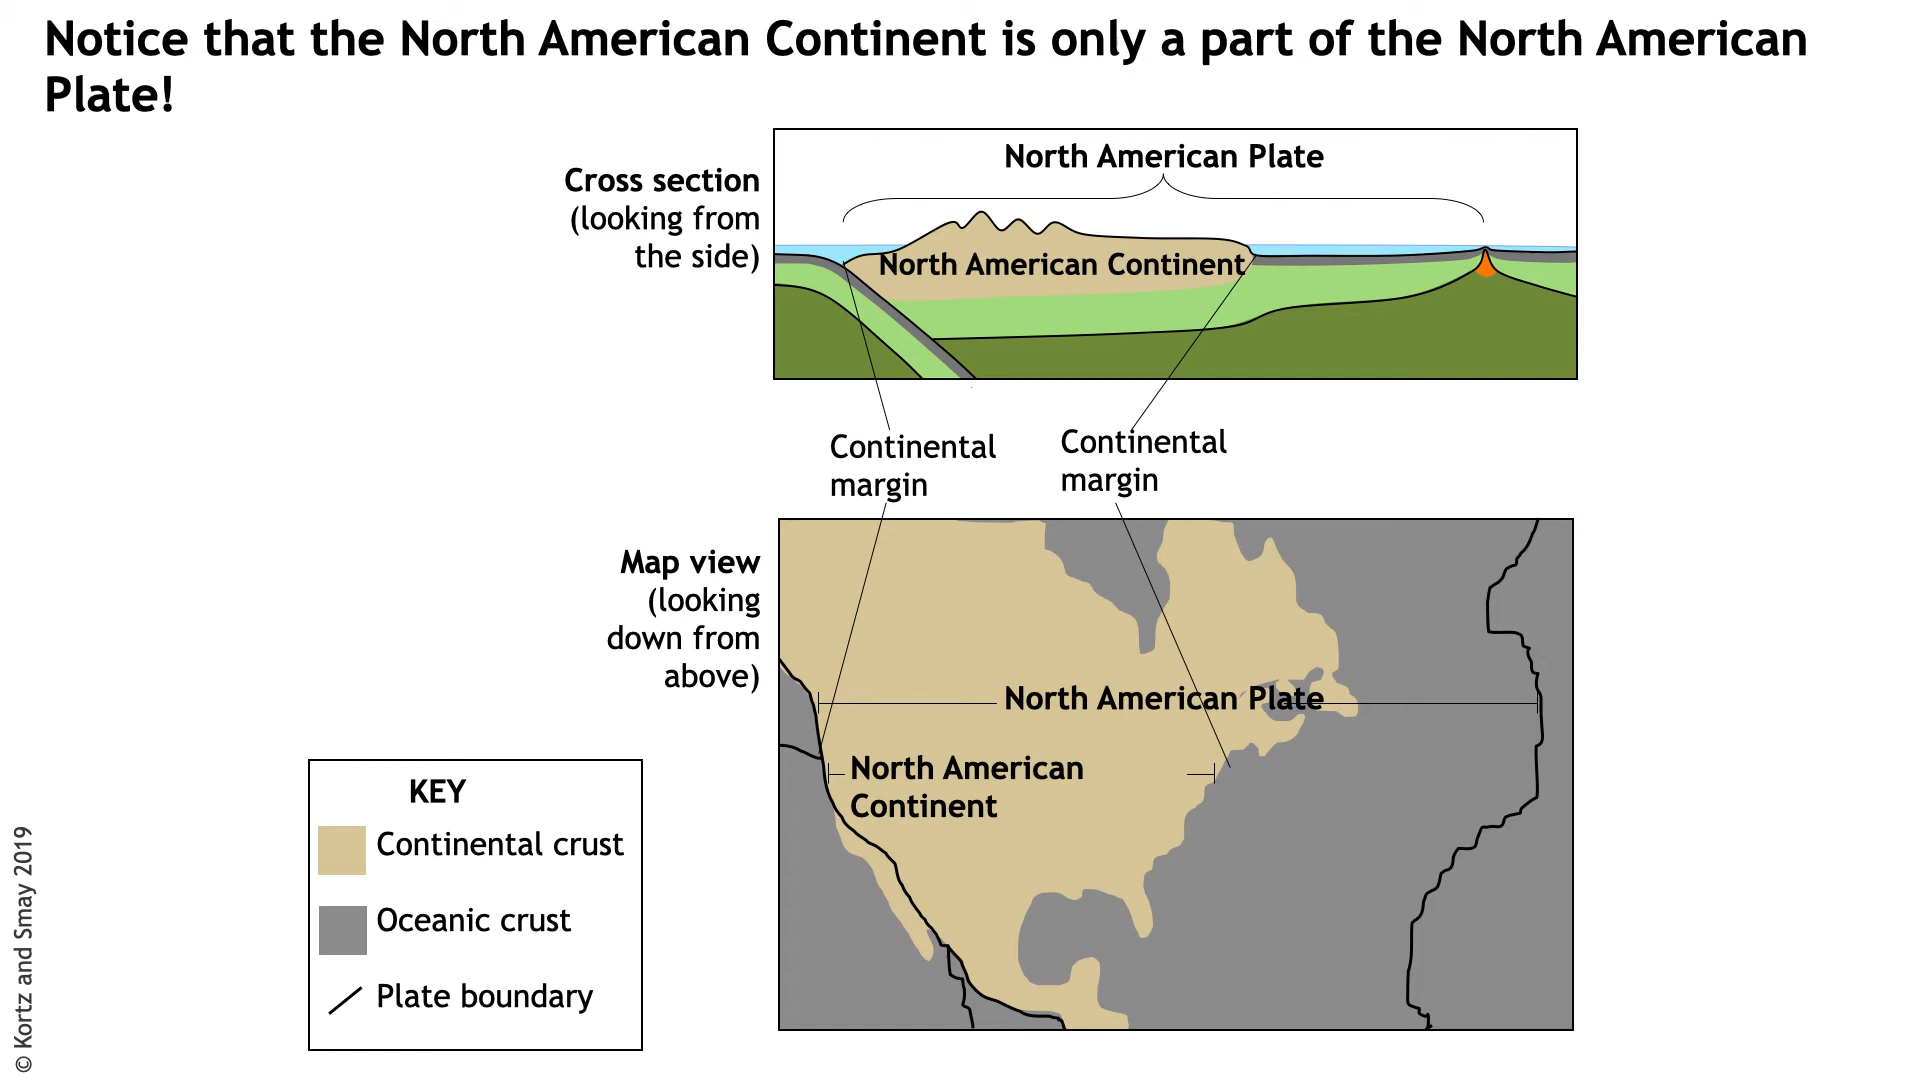 Notice that the North American Continent is only a part of the North American
Plate!
North American Plate
Cross section
(looking from
the side)
North American Continent
Continental
margin
Continental
margin
Map view
(looking
down from
above)
North American Plate
North American
Continent
KEY
Continental crust
Oceanic crust
Plate boundary
© Kortz and Smay 2019